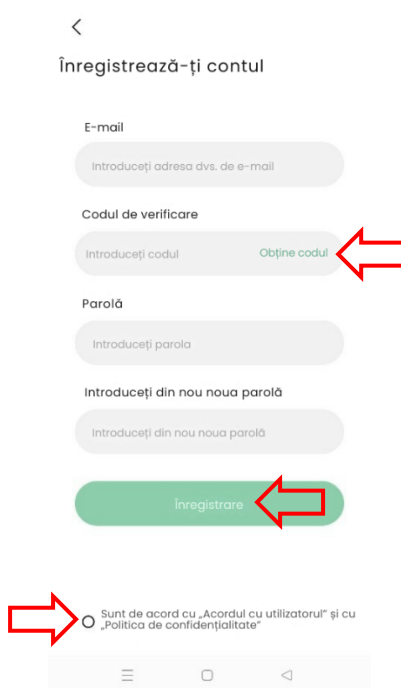 Înregistrează-ți contul
E-mail
Introduceți adresa dvs. de e-mail
Codul de verificare
Introduceți codul
Obține codul
Parolă
Introduceți parola
Introduceți din nou noua parolă
Introduceți din nou noua parolă
Înregistrare
Sunt de acord cu „Acordul cu utilizatorul” și cu
„Politica de confidențialitate”